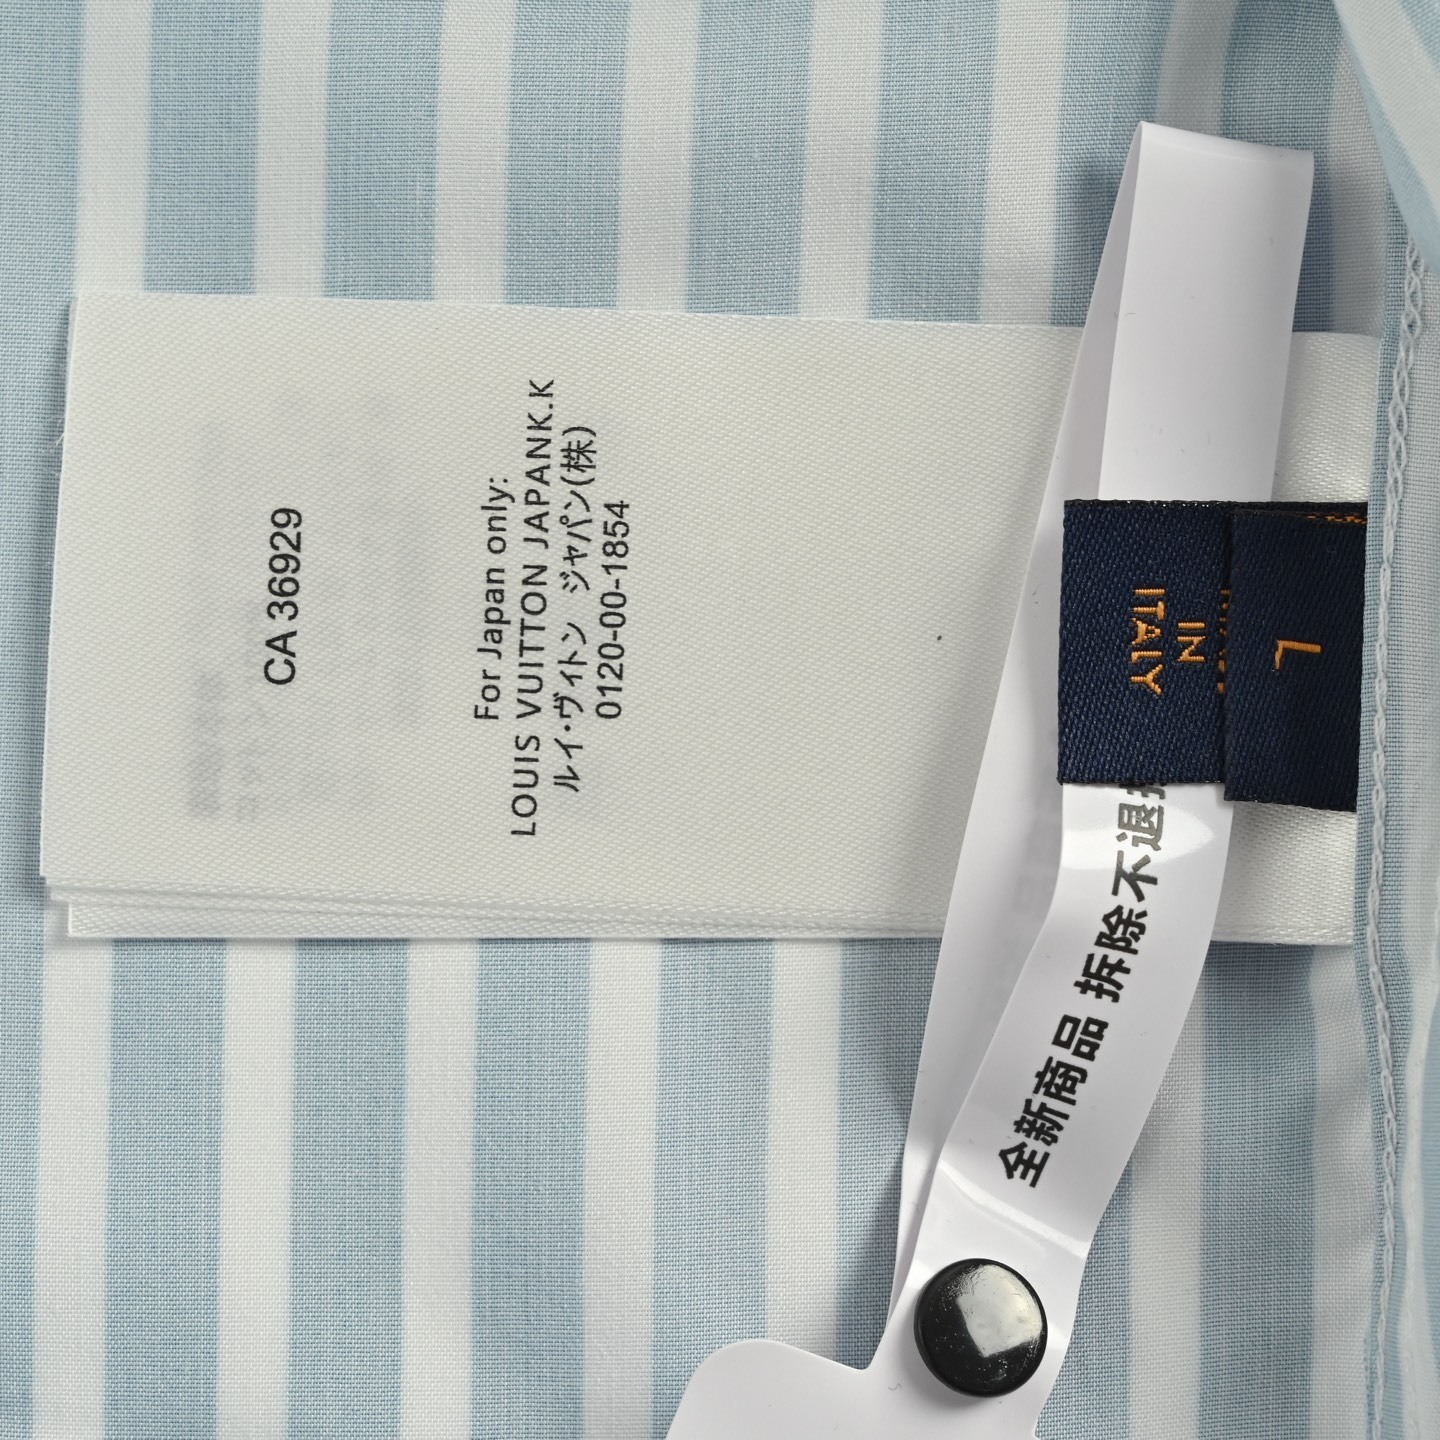 CA 36929
For Japan only:
LOUIS VUITTON JAPANK.K
ルイ・ヴィトン ジャパン(株)
0120-00-1854
IN
ITALY
L
全新商品 拆除不退